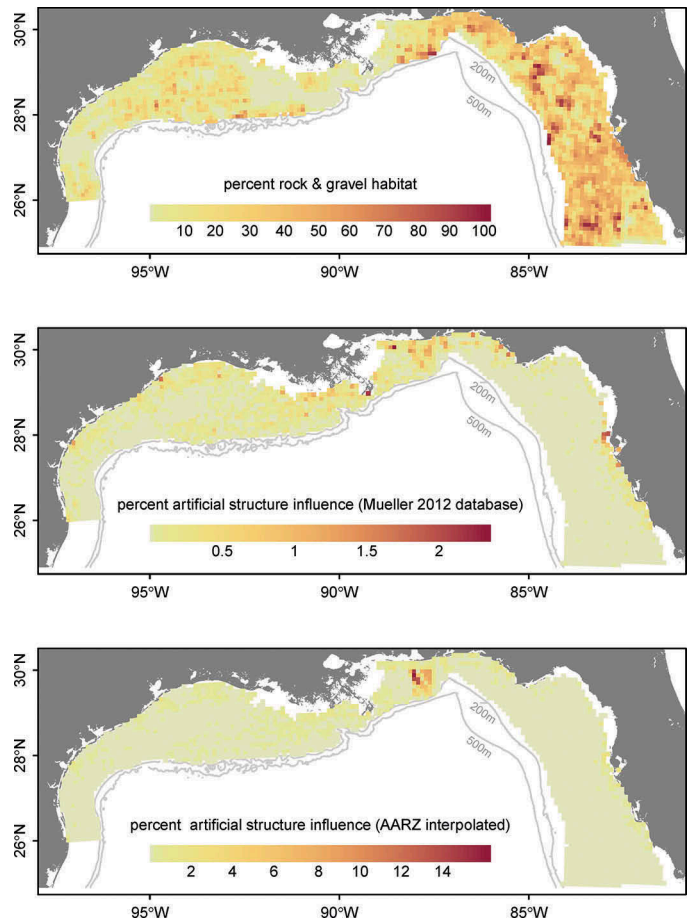 30°N
28°N
26°N
200m
500m
percent rock & gravel habitat
10 20 30 40 50 60 70 80 90 100
95°W 90°W 85°W
30°N
28°N
26°N
200m
500m
percent artificial structure influence (Mueller 2012 database)
0.5 1 1.5 2
95°W 90°W 85°W
30°N
28°N
26°N
200m
500m
percent artificial structure influence (AARZ interpolated)
2 4 6 8 10 12 14
95°W 90°W 85°W